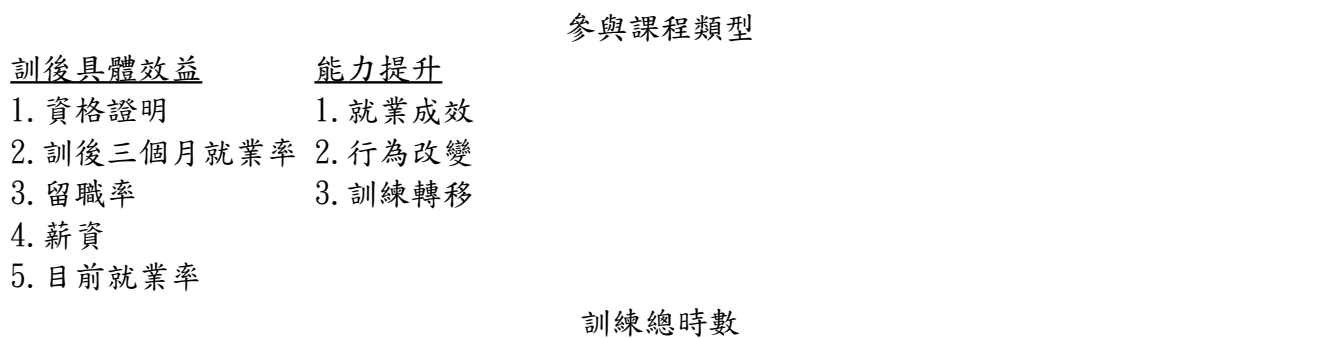 參與課程類型
訓後具體效益 能力提升
1.資格證明 1.就業成效
2.訓後三個月就業率 2.行為改變
3.留職率 3.訓練轉移
4.薪資
5.目前就業率
訓練總時數